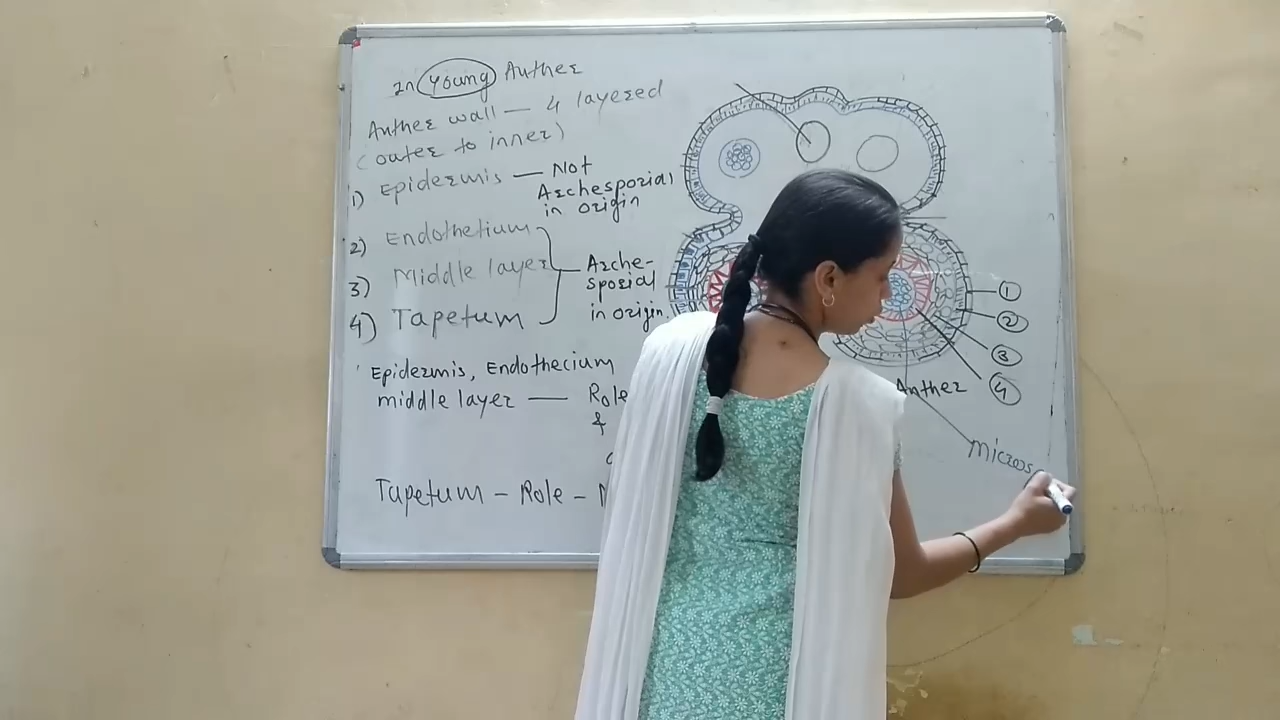 In Young Anther
Anther wall — 4 layered
(outer to inner)
1) Epidermis — Not
Archesporial
in origin
2) Endothetium
3) Middle layer
4) Tapetum
Arche-
sporial
in origin
Epidermis, Endothecium
middle layer — Role
&
Tapetum - Role -
1
2
3
4
Anther
Micros